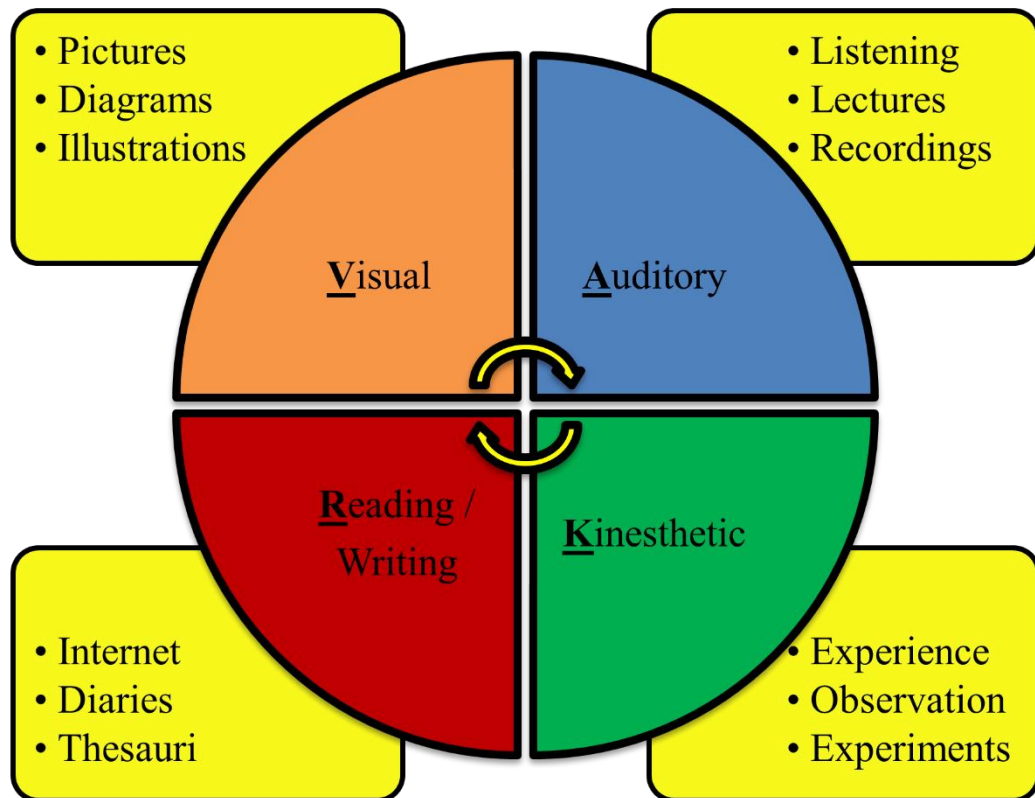 • Pictures
• Diagrams
• Illustrations
• Listening
• Lectures
• Recordings
Visual
Auditory
Reading /
Writing
Kinesthetic
• Internet
• Diaries
• Thesauri
• Experience
• Observation
• Experiments